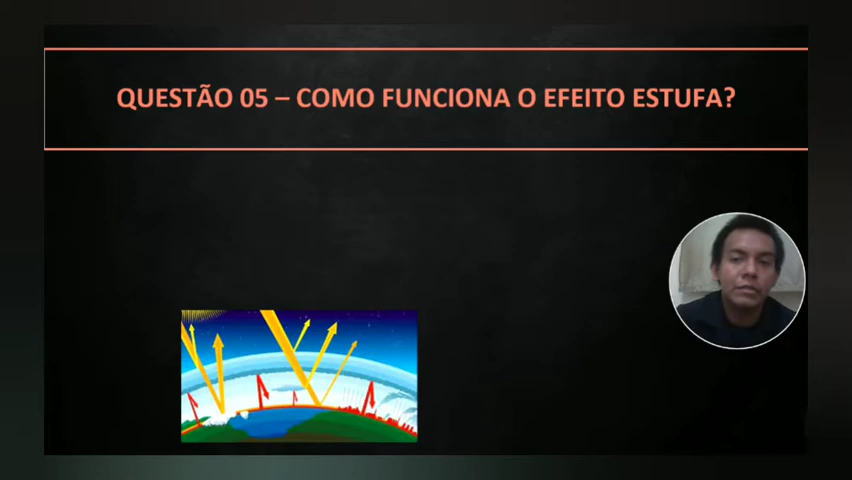 QUESTÃO 05 – COMO FUNCIONA O EFEITO ESTUFA?